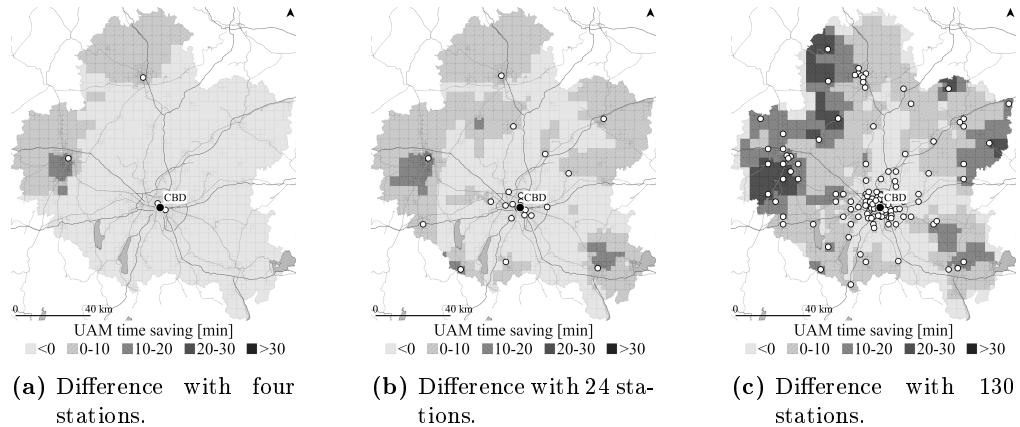 CBD
0 40 km
UAM time saving [min]
<0 0-10 10-20 20-30 >30
(a) Difference with four
stations.
CBD
0 40 km
UAM time saving [min]
<0 0-10 10-20 20-30 >30
(b) Difference with 24 sta-
tions.
CBD
0 40 km
UAM time saving [min]
<0 0-10 10-20 20-30 >30
(c) Difference with 130
stations.